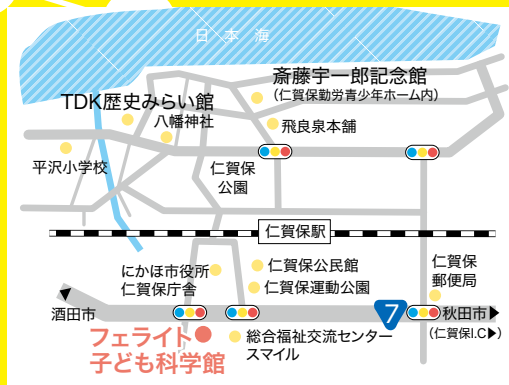 日本海
斎藤宇一郎記念館
(仁賀保勤労青少年ホーム内)
TDK歴史みらい館
八幡神社
飛良泉本舗
平沢小学校
仁賀保
公園
仁賀保駅
にかほ市役所
仁賀保庁舎
仁賀保公民館
仁賀保運動公園
仁賀保
郵便局
酒田市
7
秋田市▶
(仁賀保I.C▶)
フェライト
子ども科学館
総合福祉交流センター
スマイル